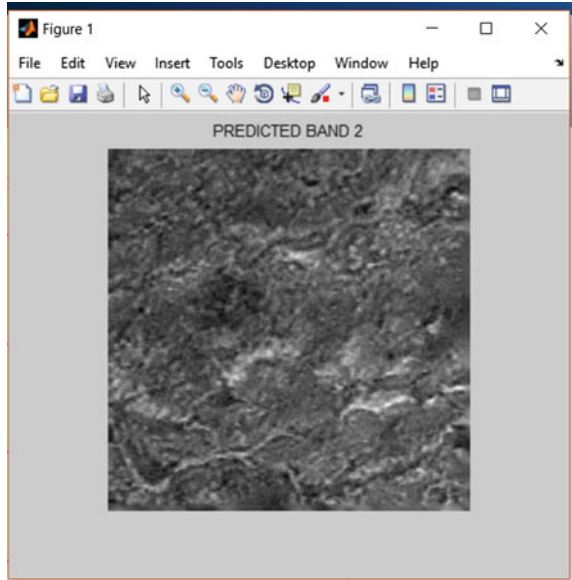 Figure 1
File Edit View Insert Tools Desktop Window Help
PREDICTED BAND 2